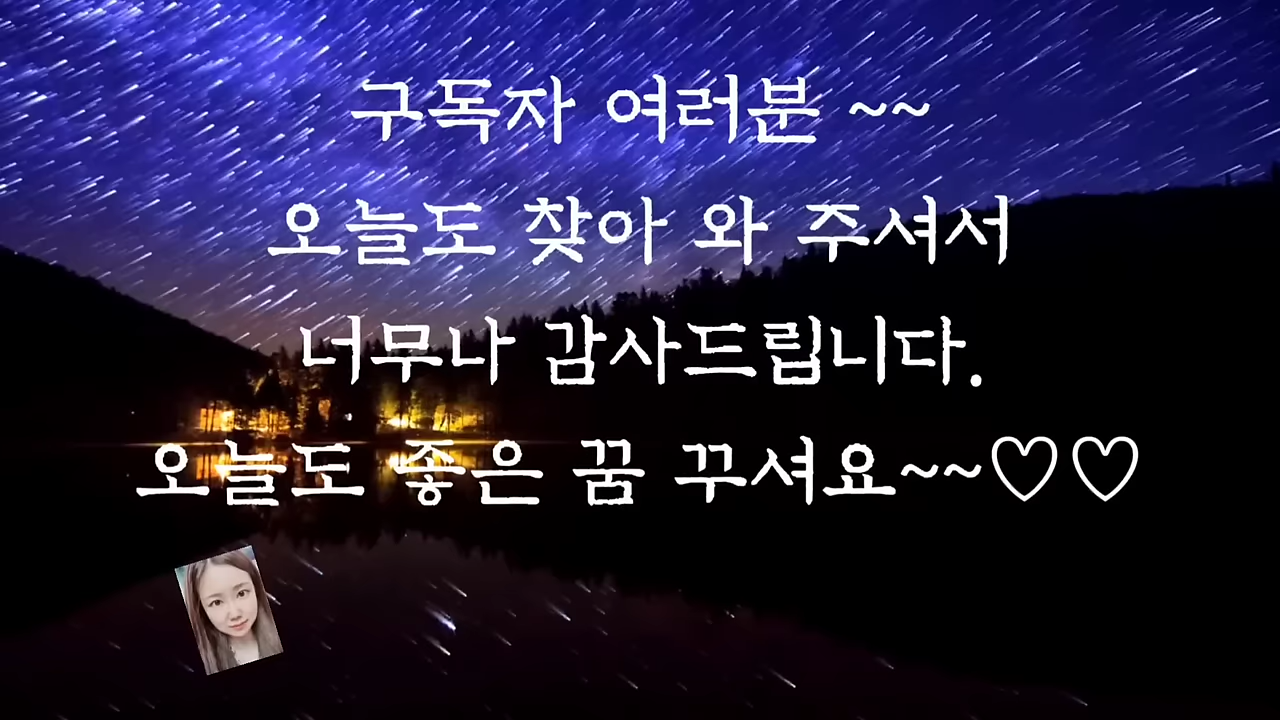 구독자 여러분 ~~
오늘도 찾아 와 주셔서
너무나 감사드립니다.
오늘도 좋은 꿈 꾸셔요~~♡♡